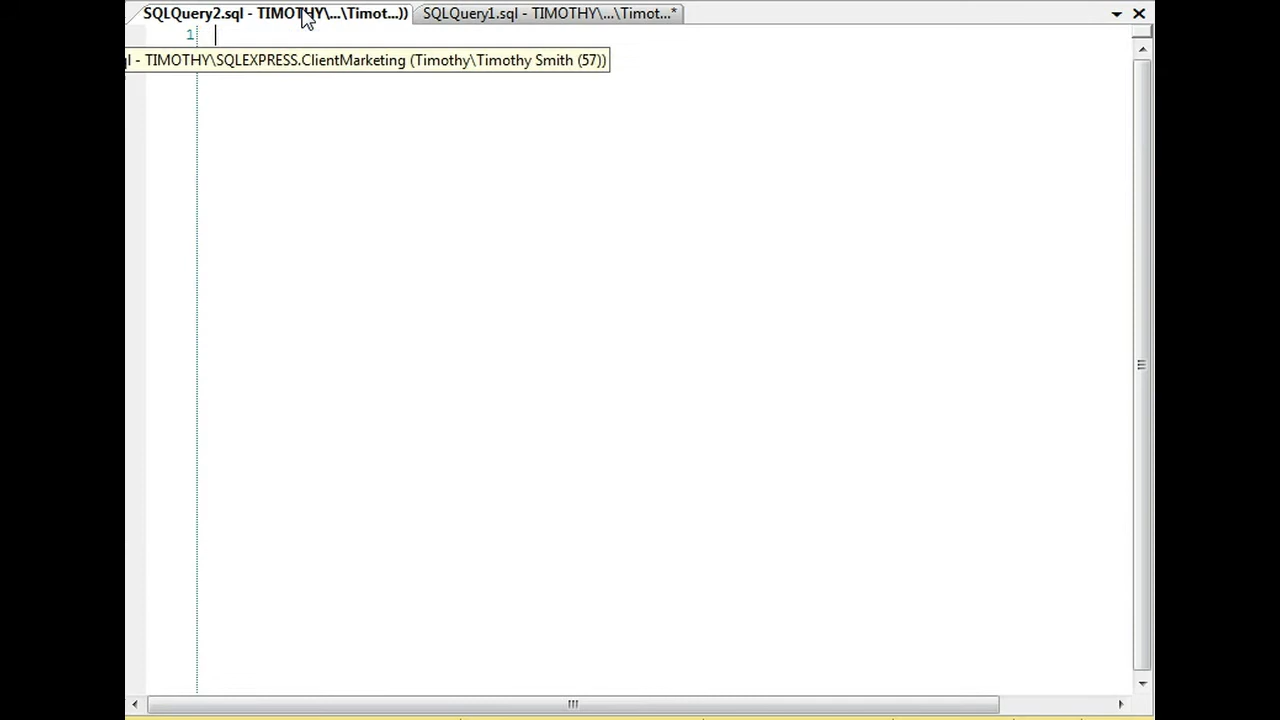 SQLQuery2.sql - TIMOTHY\...\Timot...)) SQLQuery1.sql - TIMOTHY\...\Timot...*
1
l - TIMOTHY\SQLEXPRESS.ClientMarketing (Timothy\Timothy Smith (57))